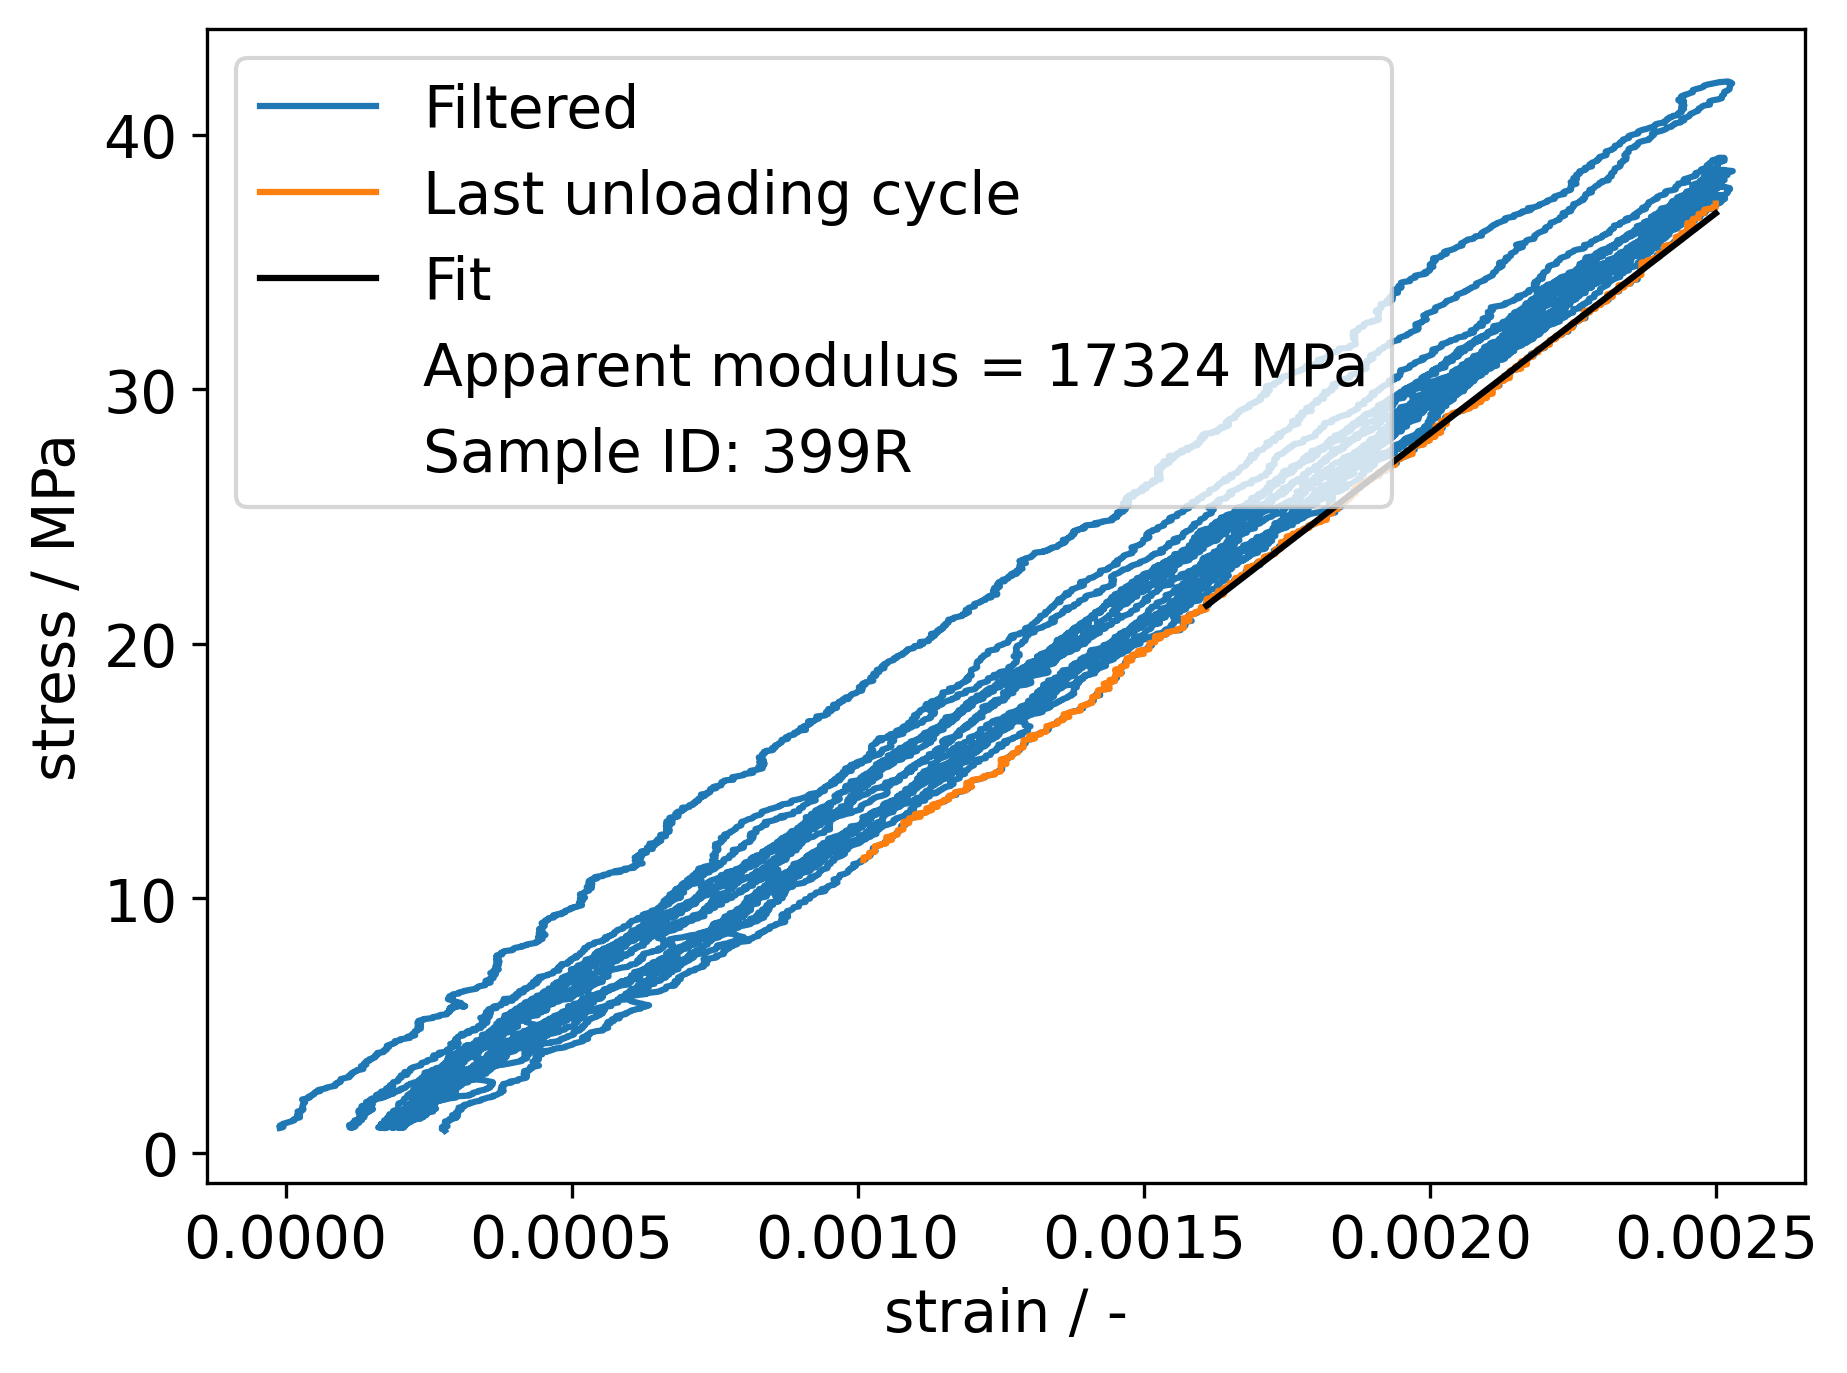 Filtered
Last unloading cycle
Fit
Apparent modulus = 17324 MPa
Sample ID: 399R
stress / MPa
40
30
20
10
0
0.0000 0.0005 0.0010 0.0015 0.0020 0.0025
strain / -